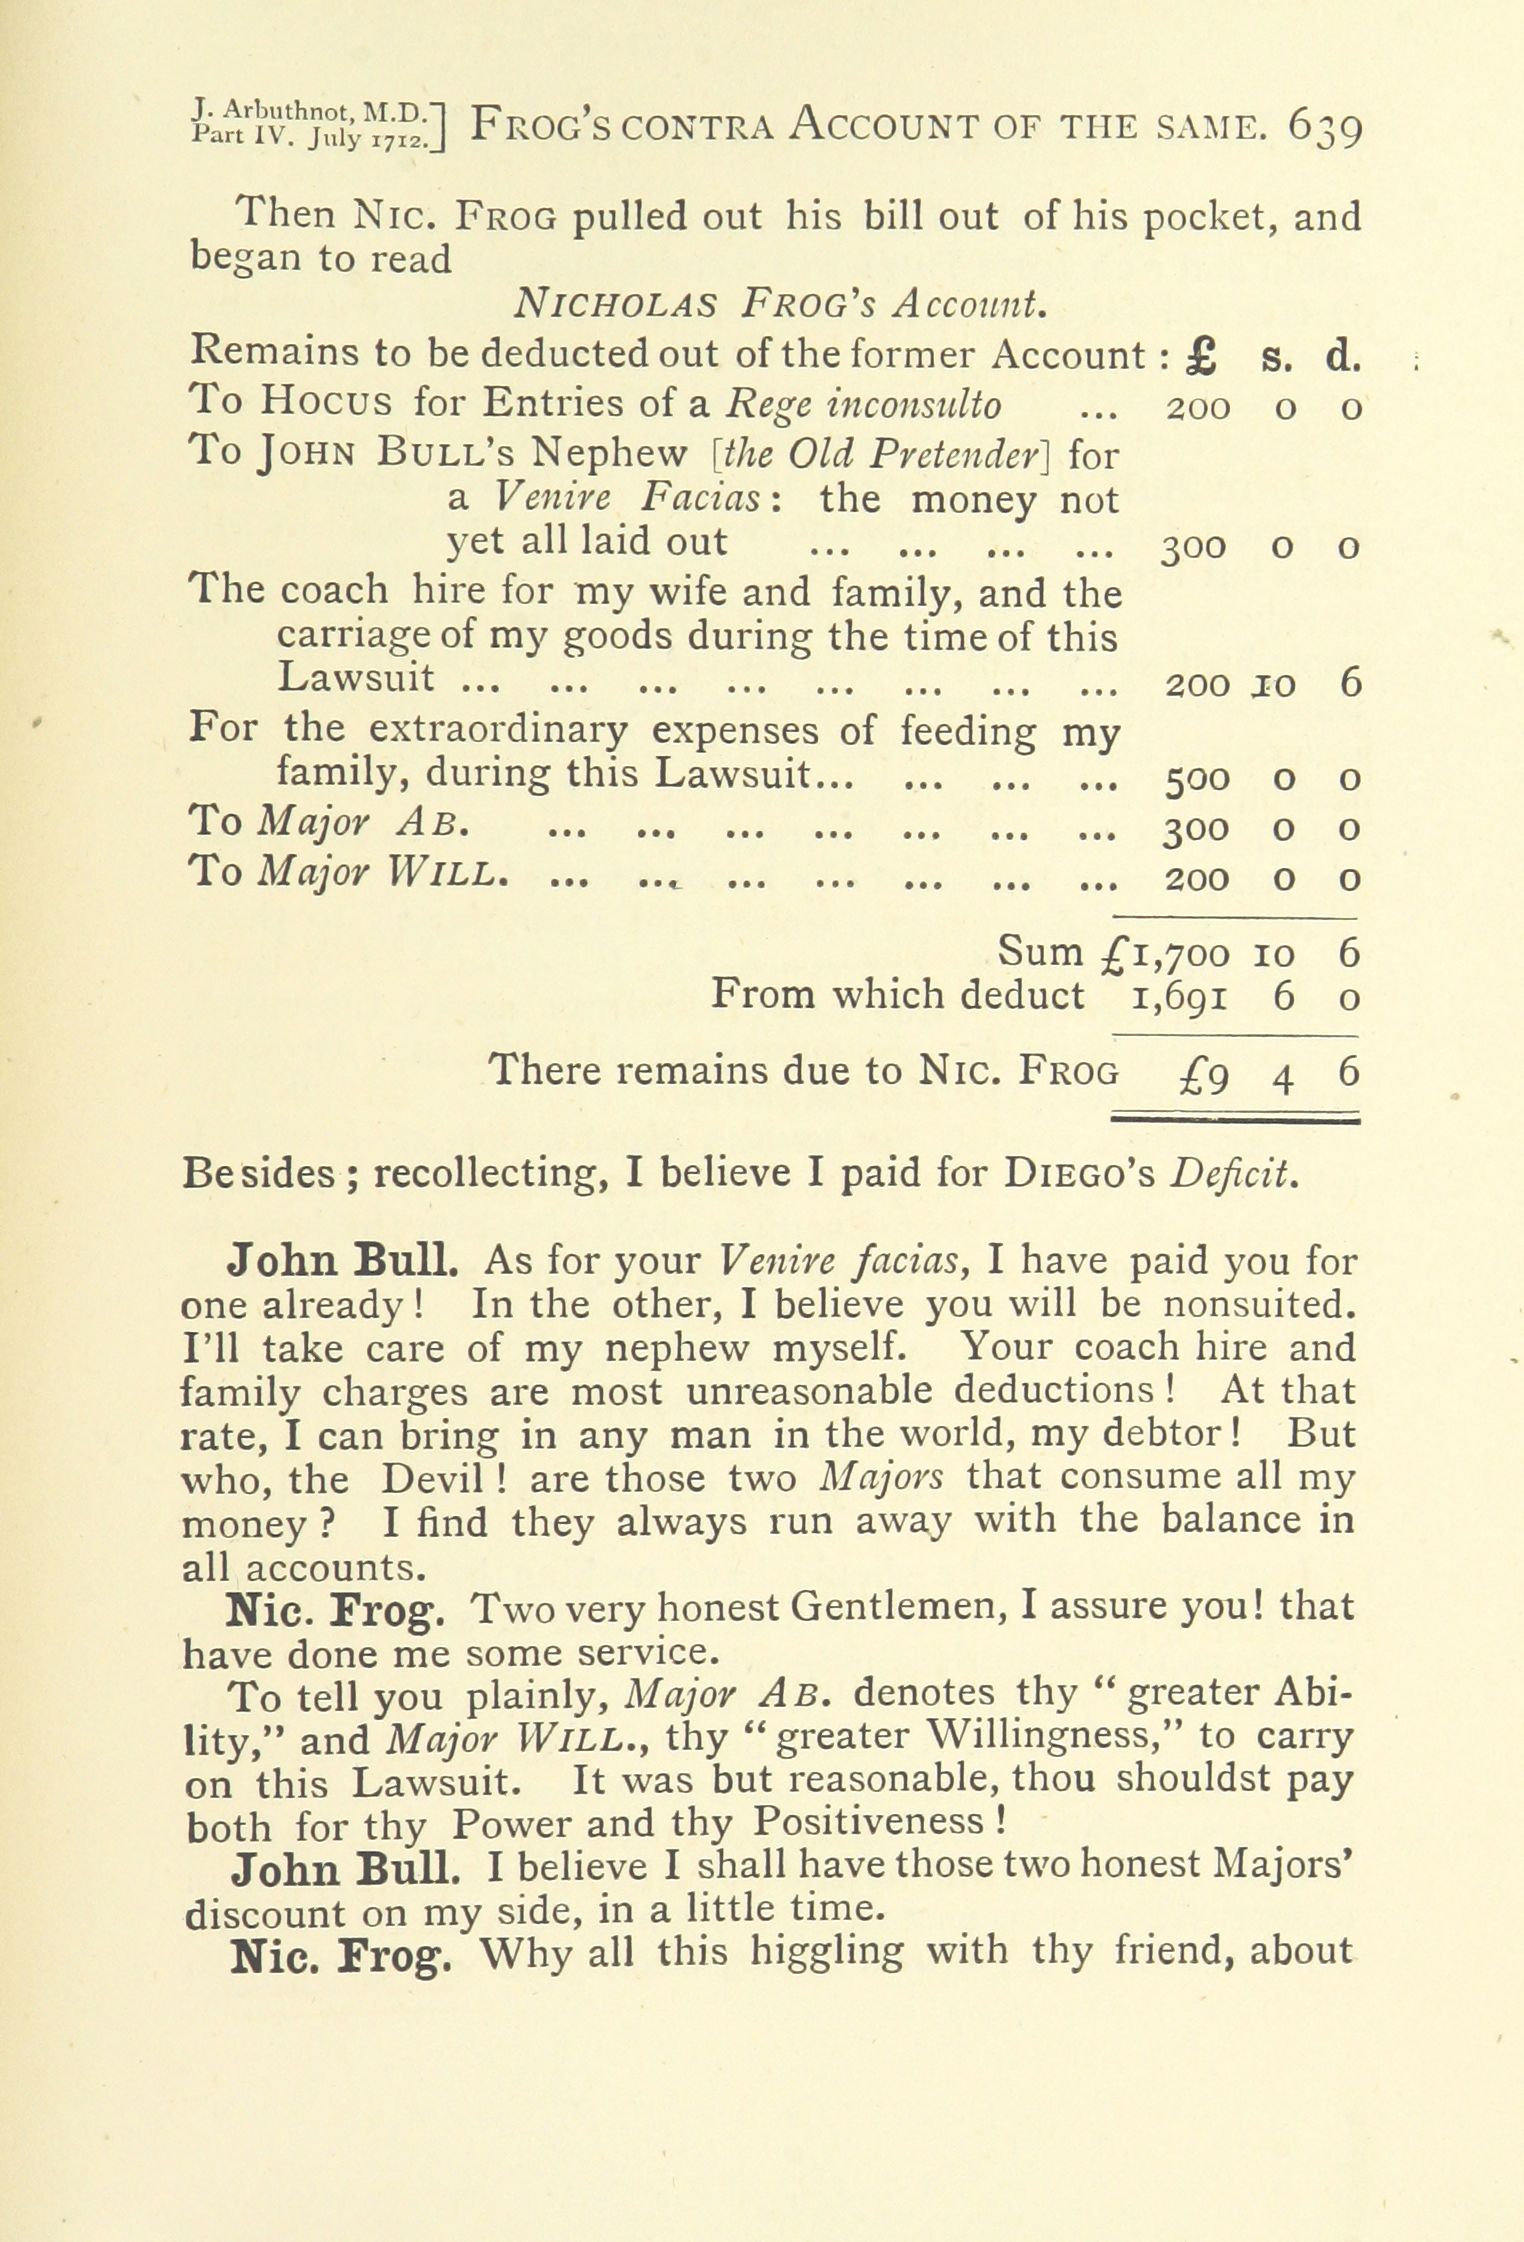 J. Arbuthnot, M.D.
Part IV. July 1712.] FROG'S CONTRA ACCOUNT OF THE SAME. 639
Then NIC. FROG pulled out his bill out of his pocket, and
began to read
NICHOLAS FROG'S Account.
Remains to be deducted out of the former Account : £ s. d.
To HOCUS for Entries of a Rege inconsulto ... 200 0 0
To JOHN BULL'S Nephew [the Old Pretender] for
a Venire Facias : the money not
yet all laid out ... ... ... ... 300 0 0
The coach hire for my wife and family, and the
carriage of my goods during the time of this
Lawsuit ... ... ... ... ... ... ... ... 200 10 6
For the extraordinary expenses of feeding my
family, during this Lawsuit... ... ... ... 500 0 0
To Major AB. ... ... ... ... ... ... ... 300 0 0
To Major WILL. ... ... ... ... ... ... ... 200 0 0
Sum £1,700 10 6
From which deduct 1,691 6 0
There remains due to NIC. FROG £9 4 6
Besides ; recollecting, I believe I paid for DIEGO'S Deficit.
John Bull. As for your Venire facias, I have paid you for
one already ! In the other, I believe you will be nonsuited.
I'll take care of my nephew myself. Your coach hire and
family charges are most unreasonable deductions ! At that
rate, I can bring in any man in the world, my debtor ! But
who, the Devil ! are those two Majors that consume all my
money ? I find they always run away with the balance in
all accounts.
Nic. Frog. Two very honest Gentlemen, I assure you! that
have done me some service.
To tell you plainly, Major AB. denotes thy “ greater Abi-
lity,” and Major WILL., thy “ greater Willingness,” to carry
on this Lawsuit. It was but reasonable, thou shouldst pay
both for thy Power and thy Positiveness !
John Bull. I believe I shall have those two honest Majors'
discount on my side, in a little time.
Nic. Frog. Why all this higgling with thy friend, about